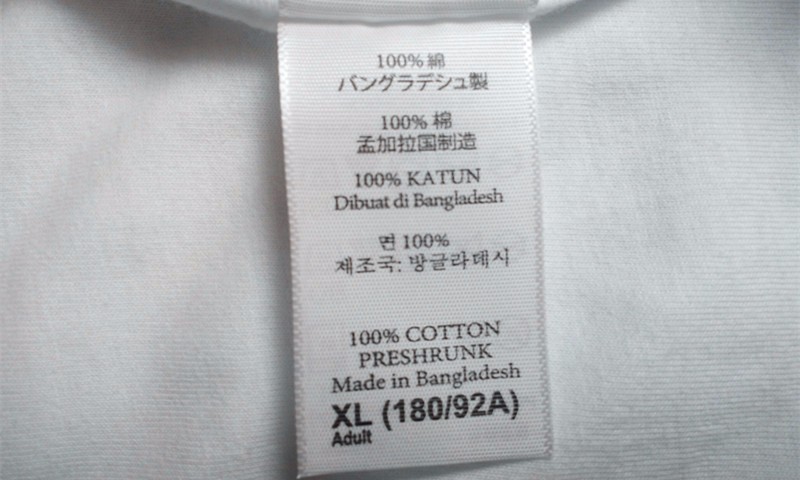 100% 綿
バングラデシュ製
100% 棉
孟加拉国制造
100% KATUN
Dibuat di Bangladesh
면 100%
제조국: 방글라데시
100% COTTON
PRESHRUNK
Made in Bangladesh
XL (180/92A)
Adult